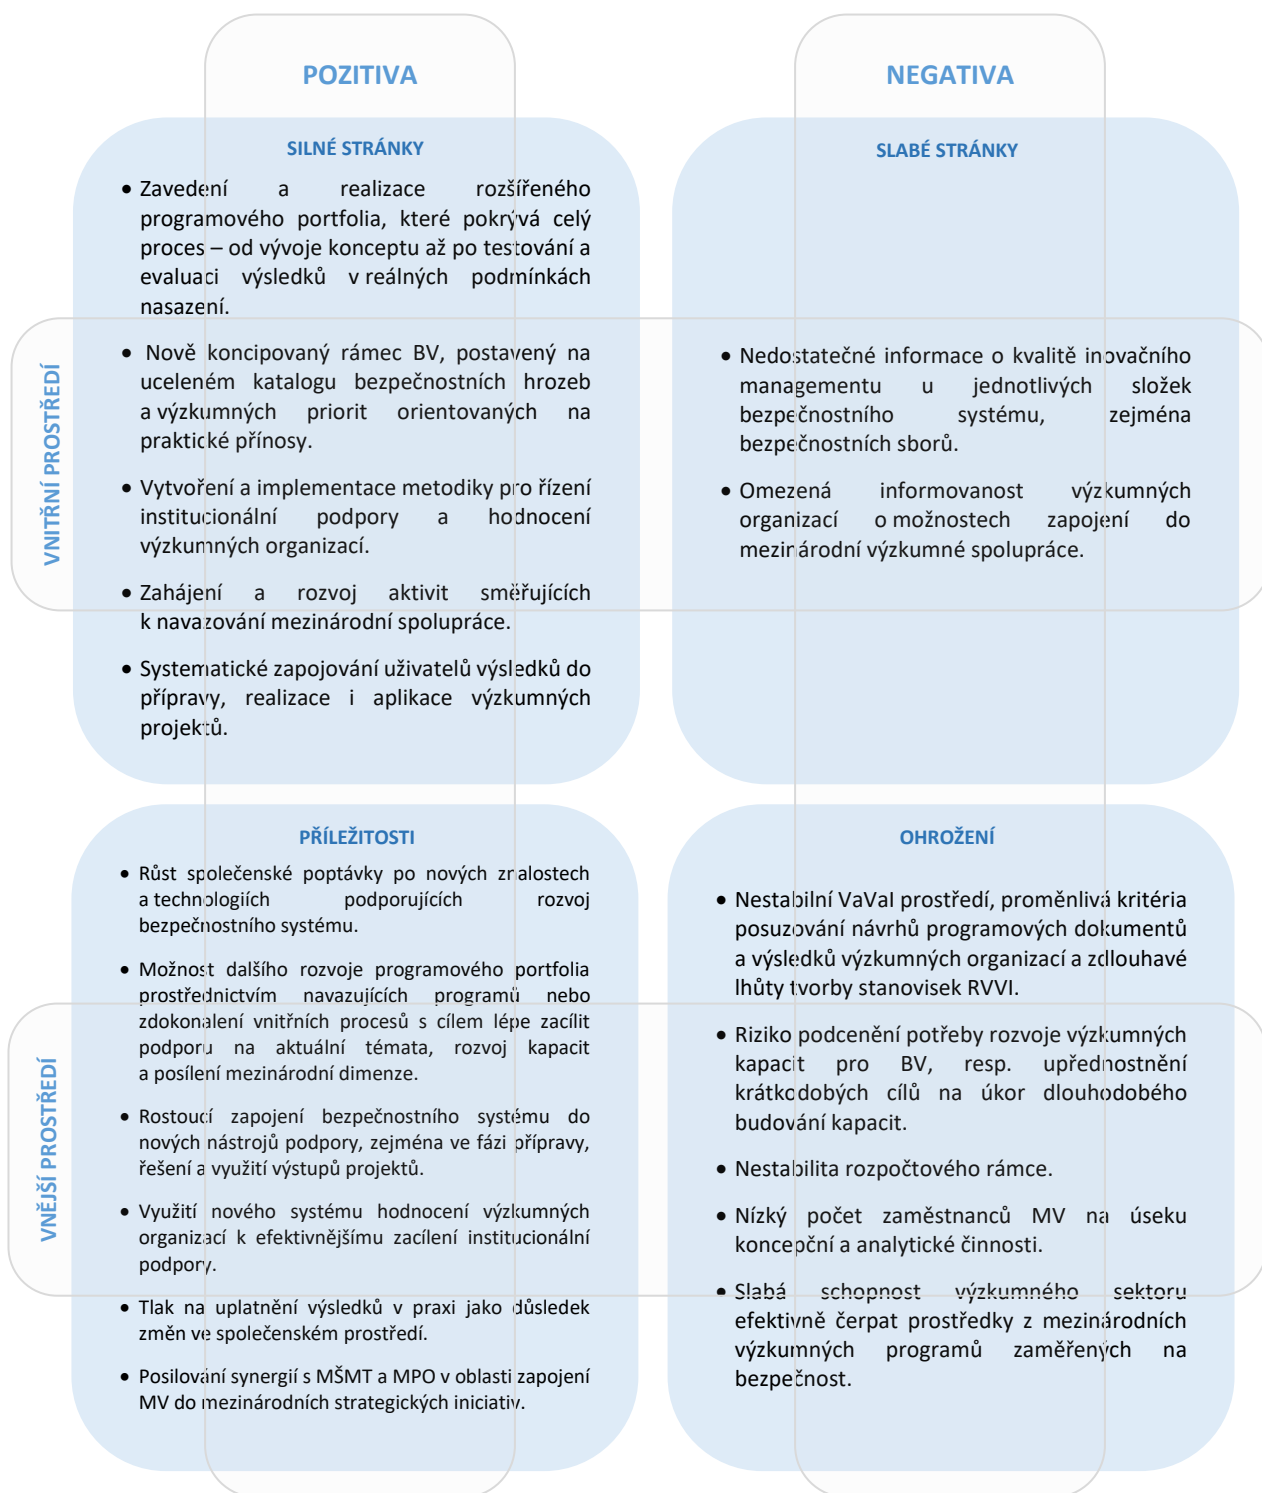 POZITIVA
NEGATIVA
SILNÉ STRÁNKY
• Zavedení a realizace rozšířeného
programového portfolia, které pokrývá celý
proces – od vývoje konceptu až po testování a
evaluaci výsledků v reálných podmínkách
nasazení.
• Nově koncipovaný rámec BV, postavený na
uceleném katalogu bezpečnostních hrozeb
a výzkumných priorit orientovaných na
praktické přínosy.
• Vytvoření a implementace metodiky pro řízení
institucionální podpory a hodnocení
výzkumných organizací.
• Zahájení a rozvoj aktivit směřujících
k navazování mezinárodní spolupráce.
• Systematické zapojování uživatelů výsledků do
přípravy, realizace i aplikace výzkumných
projektů.
SLABÉ STRÁNKY
• Nedostatečné informace o kvalitě inovačního
managementu u jednotlivých složek
bezpečnostního systému, zejména
bezpečnostních sborů.
• Omezená informovanost výzkumných
organizací o možnostech zapojení do
mezinárodní výzkumné spolupráce.
VNITŘNÍ PROSTŘEDÍ
PŘÍLEŽITOSTI
• Růst společenské poptávky po nových znalostech
a technologiích podporujících rozvoj
bezpečnostního systému.
• Možnost dalšího rozvoje programového portfolia
prostřednictvím navazujících programů nebo
zdokonalení vnitřních procesů s cílem lépe zacílit
podporu na aktuální témata, rozvoj kapacit
a posílení mezinárodní dimenze.
• Rostoucí zapojení bezpečnostního systému do
nových nástrojů podpory, zejména ve fázi přípravy,
řešení a využití výstupů projektů.
• Využití nového systému hodnocení výzkumných
organizací k efektivnějšímu zacílení institucionální
podpory.
• Tlak na uplatnění výsledků v praxi jako důsledek
změn ve společenském prostředí.
• Posilování synergií s MŠMT a MPO v oblasti zapojení
MV do mezinárodních strategických iniciativ.
OHROŽENÍ
• Nestabilní VaVaI prostředí, proměnlivá kritéria
posuzování návrhů programových dokumentů
a výsledků výzkumných organizací a zdlouhavé
lhůty tvorby stanovisek RVVI.
• Riziko podcenění potřeby rozvoje výzkumných
kapacit pro BV, resp. upřednostnění
krátkodobých cílů na úkor dlouhodobého
budování kapacit.
• Nestabilita rozpočtového rámce.
• Nízký počet zaměstnanců MV na úseku
koncepční a analytické činnosti.
• Slabá schopnost výzkumného sektoru
efektivně čerpat prostředky z mezinárodních
výzkumných programů zaměřených na
bezpečnost.
VNĚJŠÍ PROSTŘEDÍ